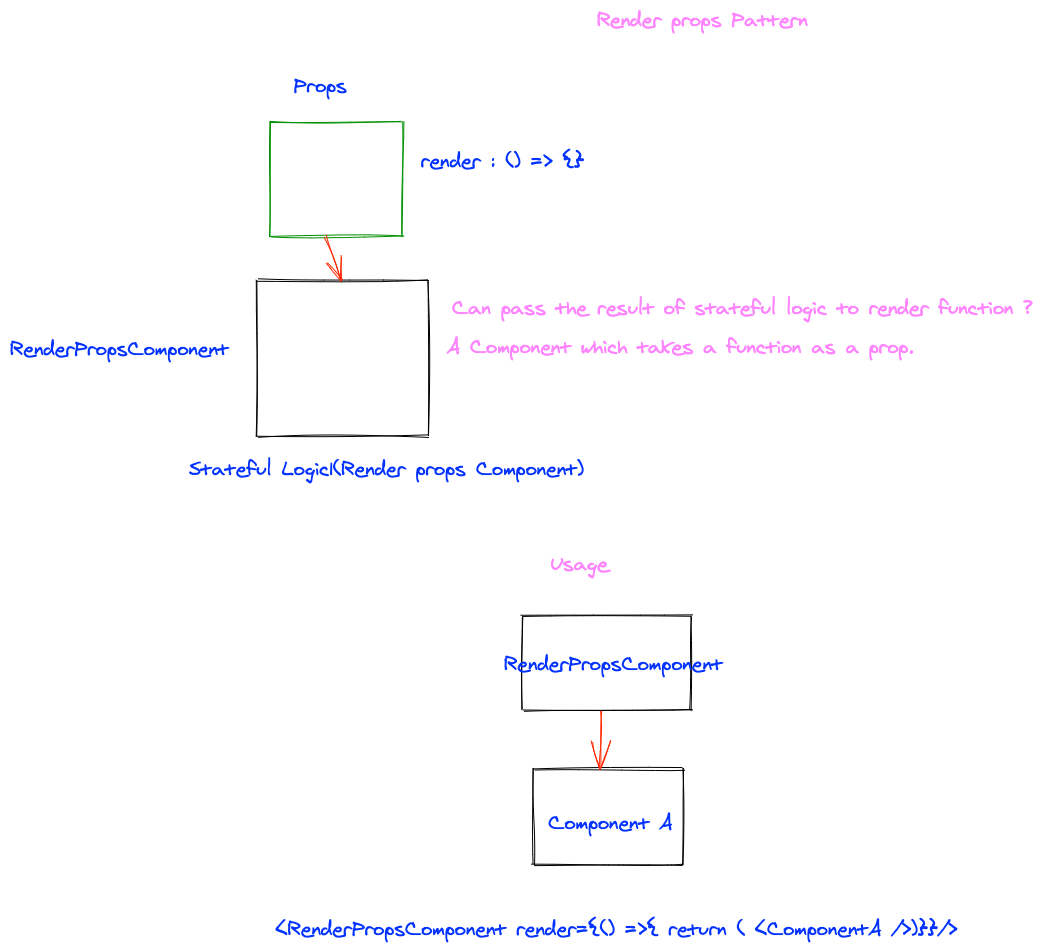 Render props Pattern
Props
render : () => {}
Can pass the result of stateful logic to render function ?
RenderPropsComponent
A Component which takes a function as a prop.
Stateful Logicl(Render props Component)
Usage
RenderPropsComponent
Component A
<RenderPropsComponent render={() =>{ return ( <ComponentA />)}}/>